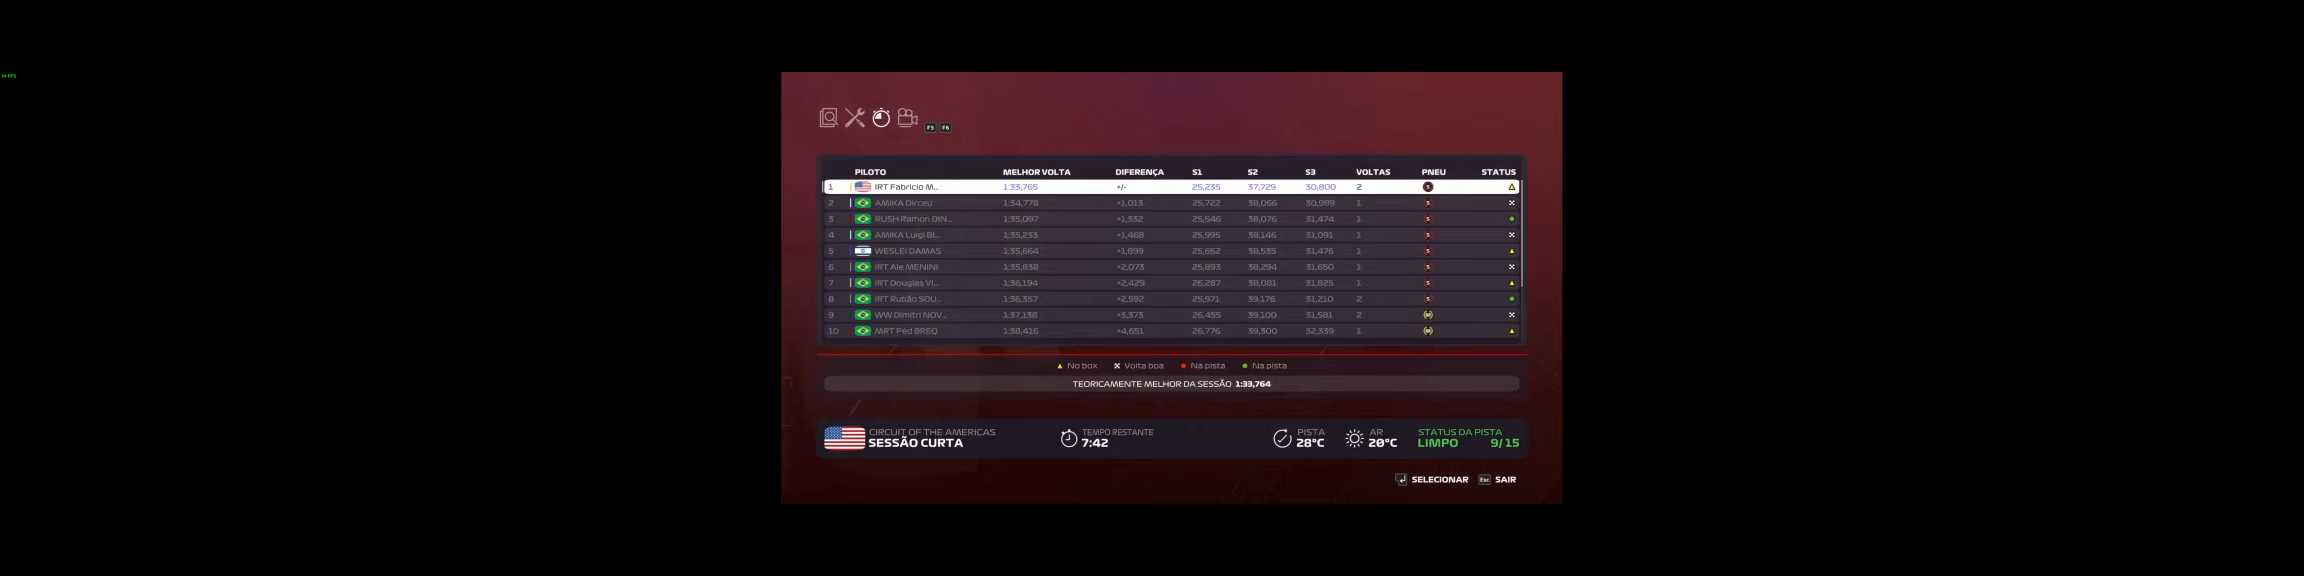 54 FPS
F5 F6
PILOTO MELHOR VOLTA DIFERENÇA S1 S2 S3 VOLTAS PNEU STATUS
1 IRT Fabricio M... 1:33,765 +/- 25,235 37,729 30,800 2 S
2 AMIKA Dirceu 1:34,778 +1,013 25,722 38,066 30,989 1 S
3 RUSH Ramon DIN... 1:35,097 +1,332 25,546 38,076 31,474 1 S
4 AMIKA Luigi BI... 1:35,233 +1,468 25,995 38,146 31,091 1 S
5 WESLEI DAMAS 1:35,664 +1,899 25,652 38,535 31,476 1 S
6 IRT Ale MENINI 1:35,838 +2,073 25,893 38,294 31,650 1 S
7 IRT Douglas VI... 1:36,194 +2,429 26,287 38,081 31,825 1 S
8 IRT Rubão SOU... 1:36,357 +2,592 25,971 39,176 31,210 2 S
9 WW Dimitri NOV... 1:37,138 +3,373 26,455 39,100 31,581 2 M
10 MRT Pêd BREQ 1:38,416 +4,651 26,776 39,300 32,339 1 M
No box Volta boa Na pista Na pista
TEORICAMENTE MELHOR DA SESSÃO 1:33,764
CIRCUIT OF THE AMERICAS TEMPO RESTANTE PISTA AR STATUS DA PISTA
SESSÃO CURTA 7:42 28°C 20°C LIMPO 9/15
SELECIONAR Esc SAIR